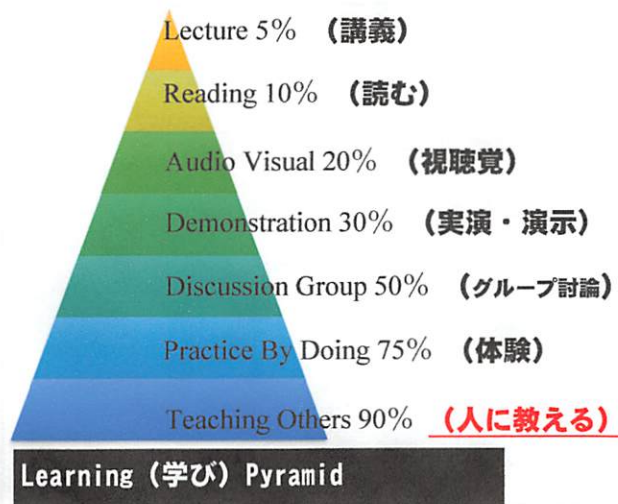 Lecture 5% （講義）
Reading 10% （読む）
Audio Visual 20% （視聴覚）
Demonstration 30% （実演・演示）
Discussion Group 50% （グループ討論）
Practice By Doing 75% （体験）
Teaching Others 90% （人に教える）
Learning（学び）Pyramid